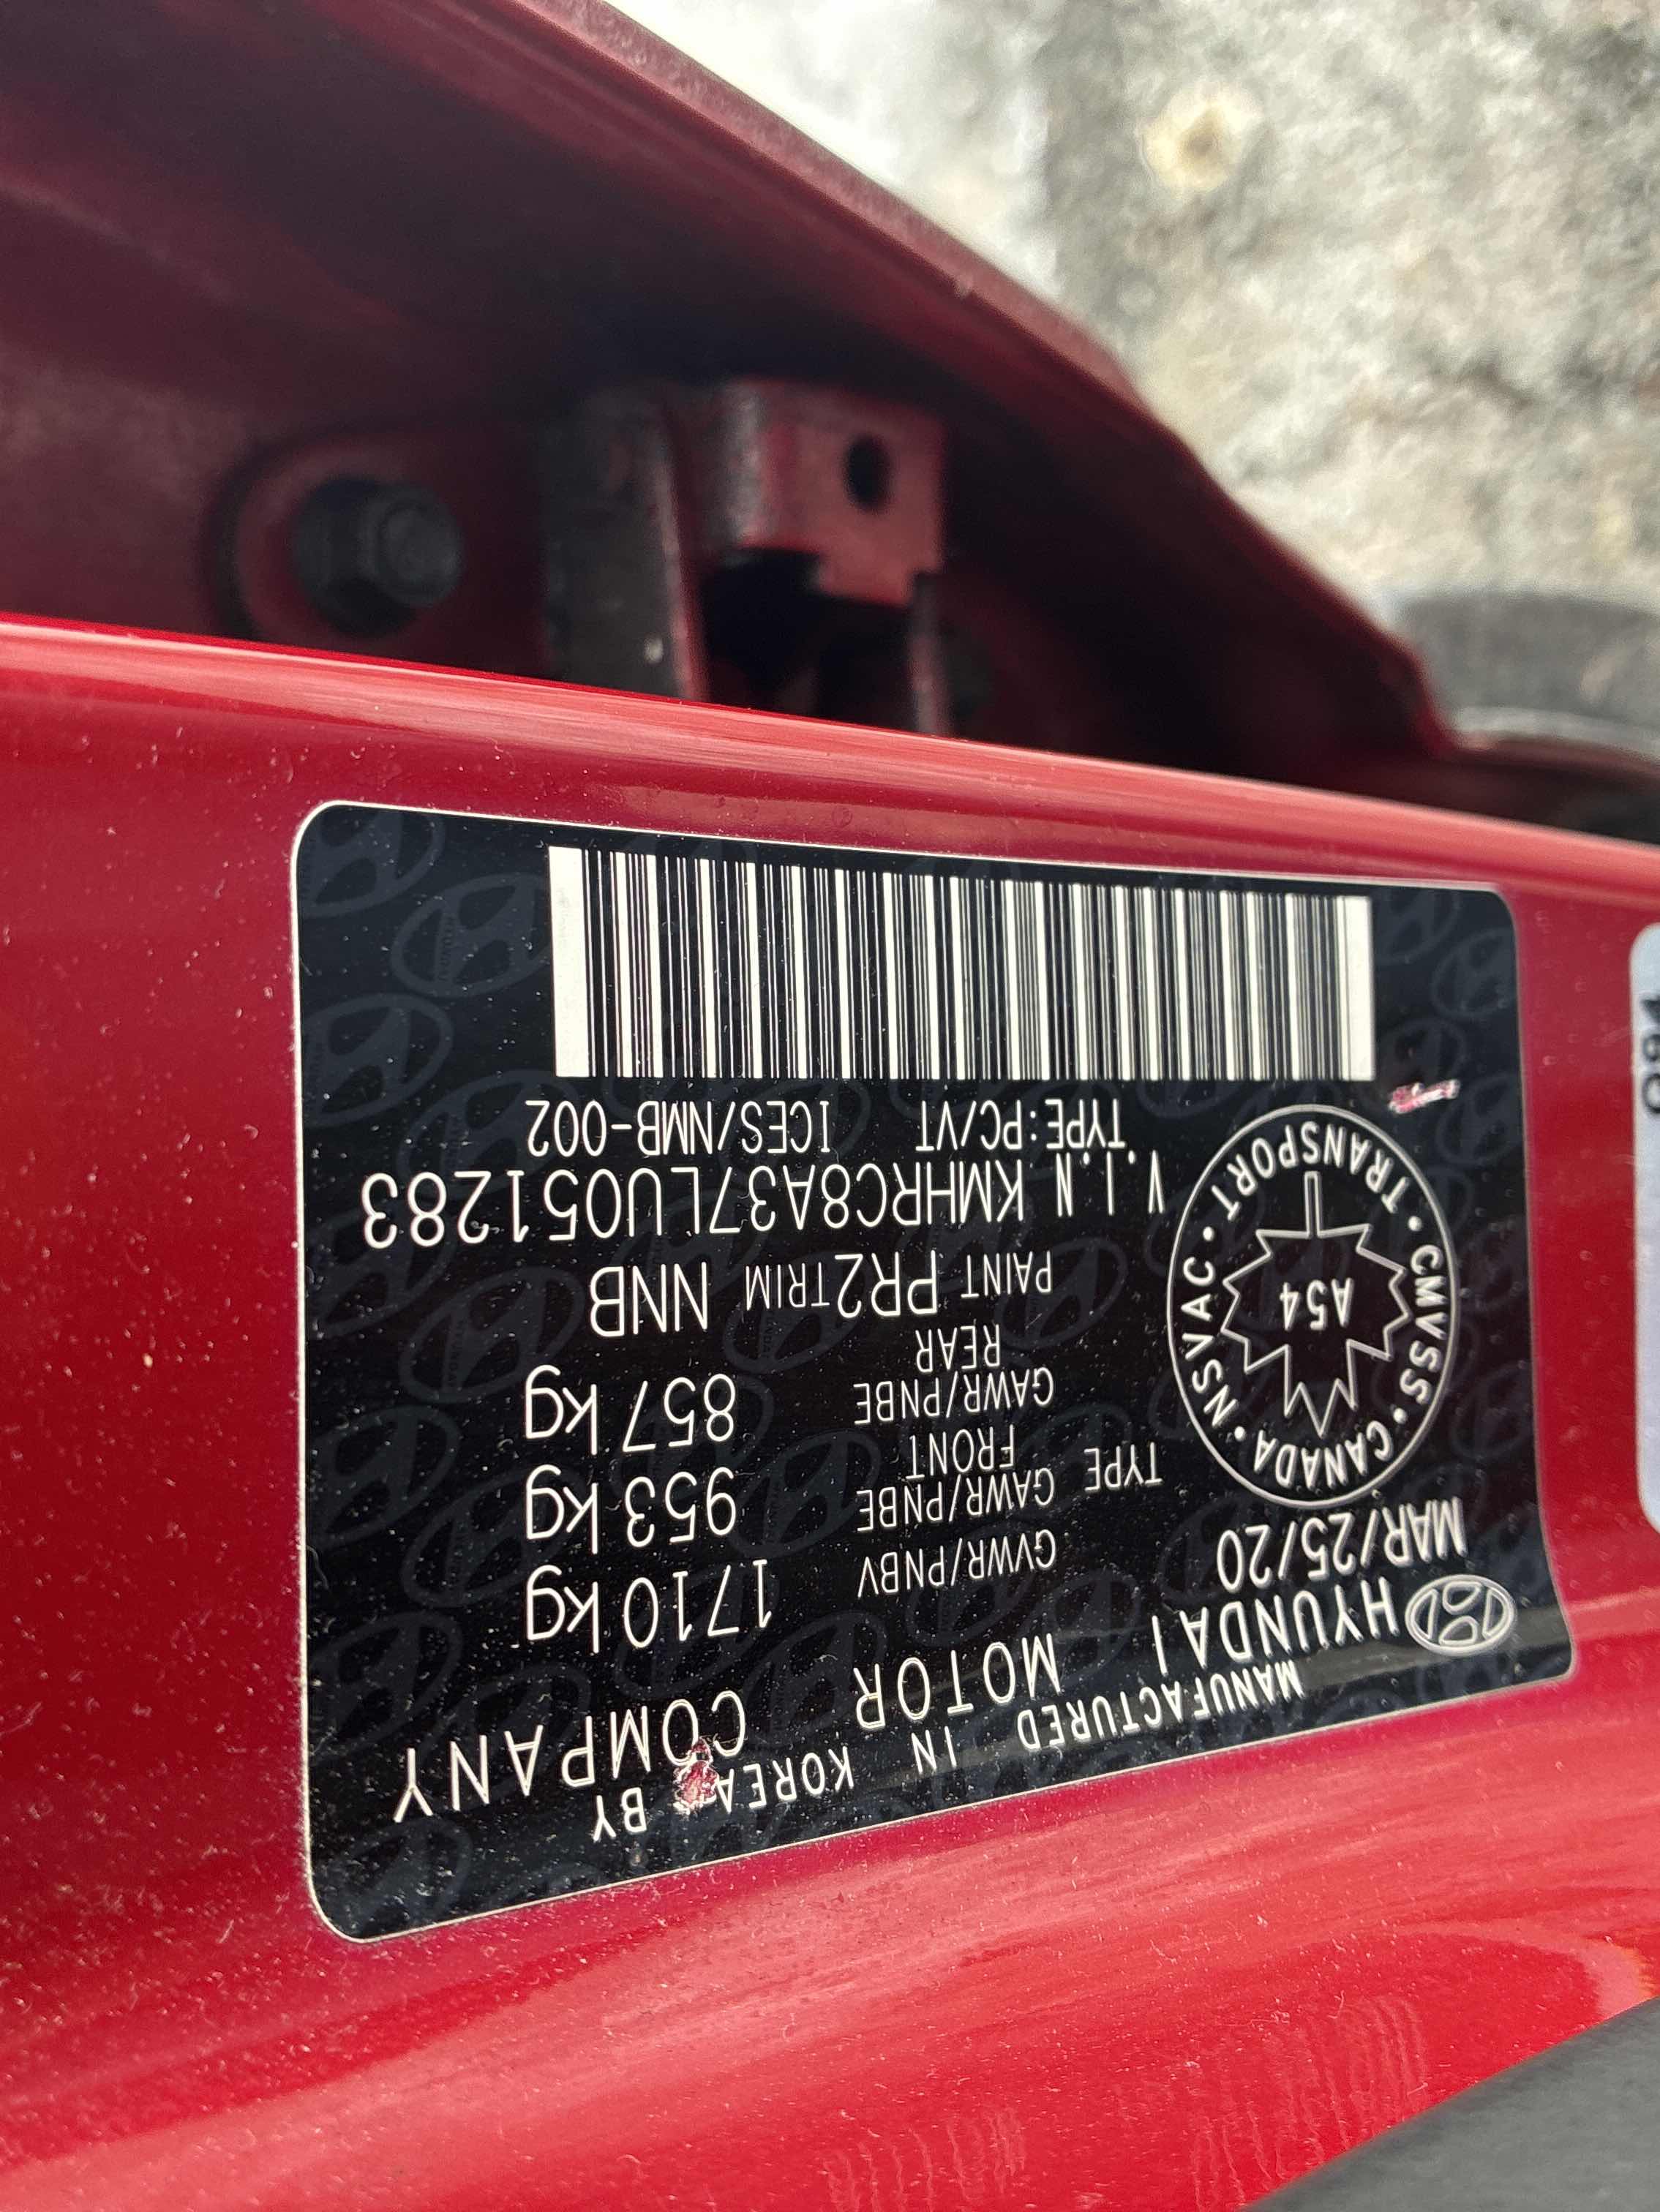 MANUFACTURED IN KOREA BY
HYUNDAI MOTOR COMPANY
MAR/25/20
GVWR/PNBV 1710 kg
TYPE GAWR/PNBE FRONT 953 kg
GAWR/PNBE REAR 857 kg
PAINT PR2 TRIM NNB
V.I.N KMHRC8A37LU051283
TYPE:PC/VT ICES/NMB-002
CANADA • CMVSS • TRANSPORT • NSVAC •
A54